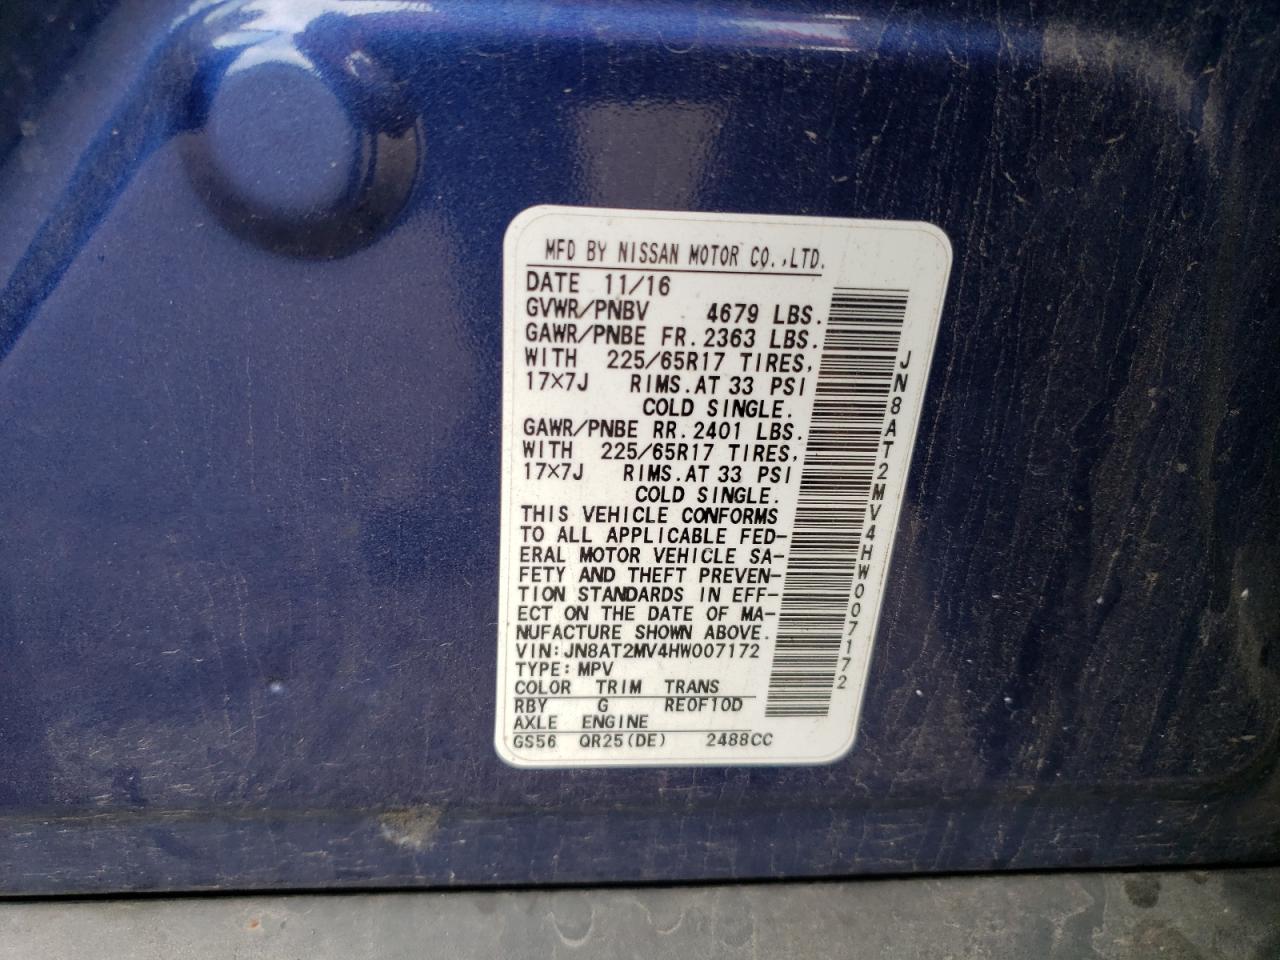 MFD BY NISSAN MOTOR CO.,LTD.
DATE 11/16
GVWR/PNBV 4679 LBS.
GAWR/PNBE FR. 2363 LBS.
WITH 225/65R17 TIRES,
17×7J RIMS. AT 33 PSI
COLD SINGLE.
GAWR/PNBE RR. 2401 LBS.
WITH 225/65R17 TIRES,
17×7J RIMS. AT 33 PSI
COLD SINGLE.
THIS VEHICLE CONFORMS
TO ALL APPLICABLE FED-
ERAL MOTOR VEHICLE SA-
FETY AND THEFT PREVEN-
TION STANDARDS IN EFF-
ECT ON THE DATE OF MA-
NUFACTURE SHOWN ABOVE.
VIN: JN8AT2MV4HW007172
TYPE: MPV
COLOR TRIM TRANS
RBY G RE0F10D
AXLE ENGINE
GS56 QR25(DE) 2488CC
JN8AT2MV4HW007172